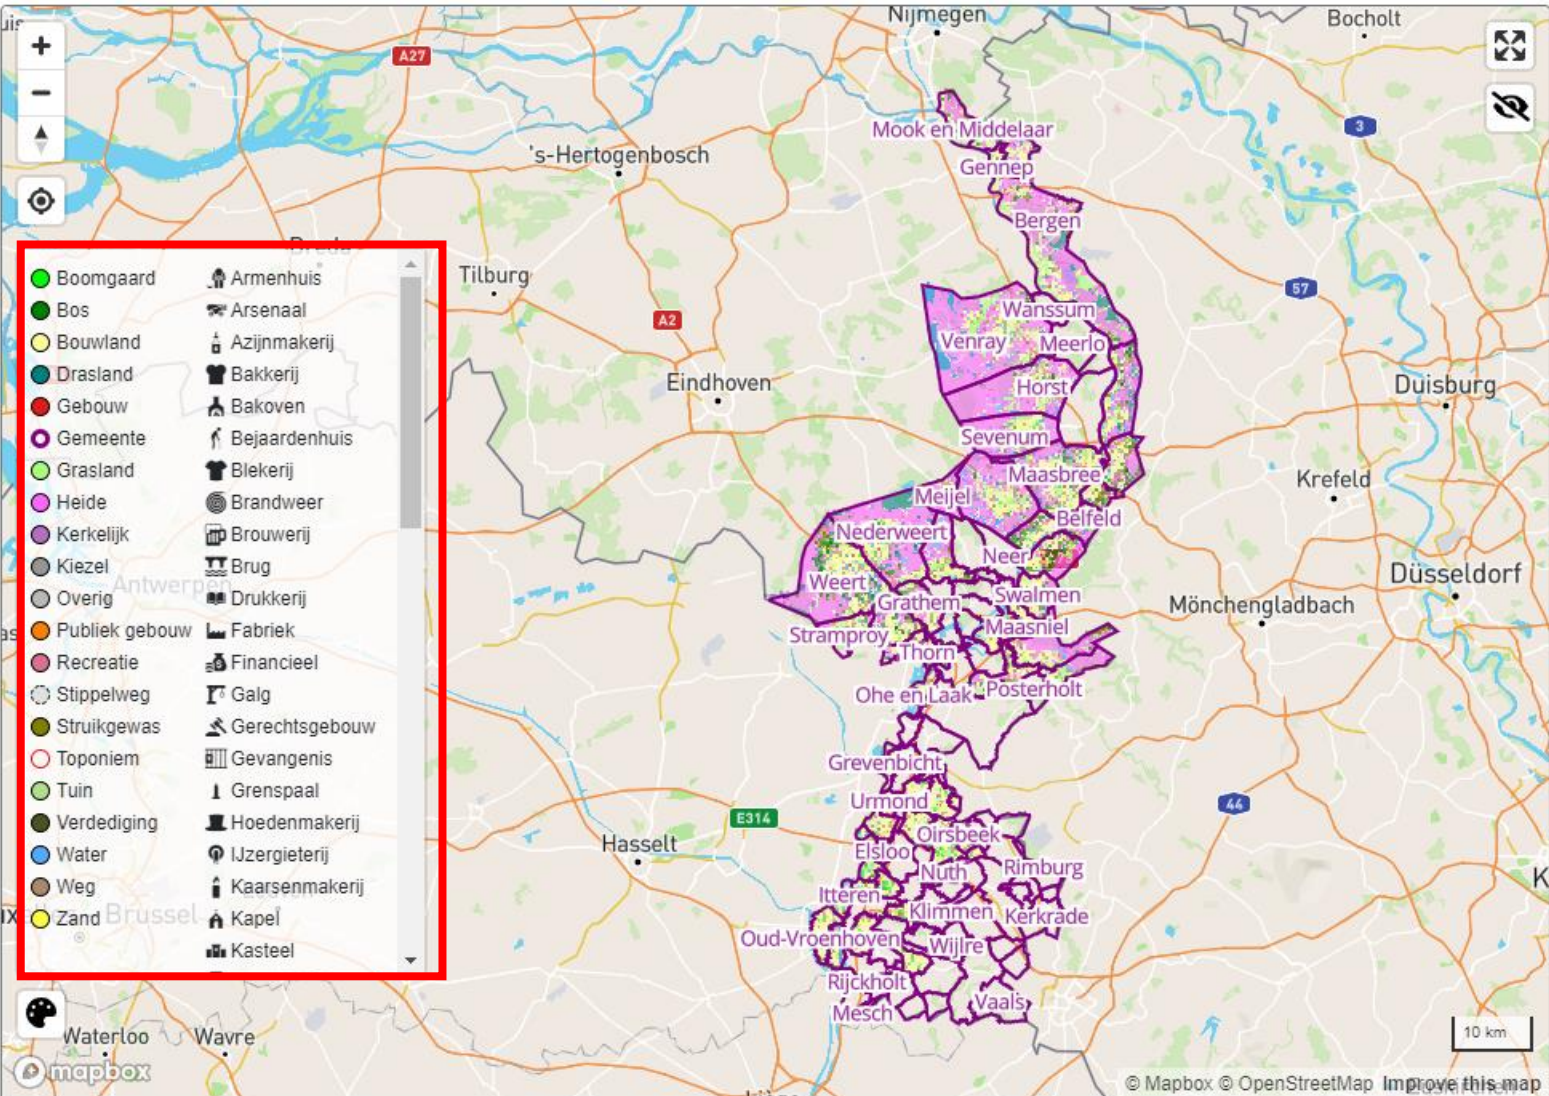 Nijmegen
Bocholt
A27
3
's-Hertogenbosch
Mook en Middelaar
Gennep
Bergen
Breda
Tilburg
57
A2
Wanssum
Venray
Meerlo
Eindhoven
Horst
Duisburg
Sevenum
Maasbree
Krefeld
Meijel
Belfeld
Nederweert
Neer
Weert
Swalmen
Düsseldorf
Grathem
Mönchengladbach
Stramproy
Maasniel
Thorn
Ohe en Laak
Posterholt
Grevenbicht
Urmond
44
E314
Oirsbeek
Hasselt
Elsloo
Nuth
Rimburg
Itteren
Klimmen
Kerkrade
Oud-Vroenhoven
Wijlre
Rijckholt
Vaals
Mesch
Boomgaard
Bos
Bouwland
Drasland
Gebouw
Gemeente
Grasland
Heide
Kerkelijk
Kiezel
Overig
Publiek gebouw
Recreatie
Stippelweg
Struikgewas
Toponiem
Tuin
Verdediging
Water
Weg
Zand
Armenhuis
Arsenaal
Azijnmakerij
Bakkerij
Bakoven
Bejaardenhuis
Blekerij
Brandweer
Brouwerij
Brug
Drukkerij
Fabriek
Financieel
Galg
Gerechtsgebouw
Gevangenis
Grenspaal
Hoedenmakerij
IJzergieterij
Kaarsenmakerij
Kapel
Kasteel
Antwerpen
Brussel
Waterloo
Wavre
mapbox
10 km
© Mapbox © OpenStreetMap Improve this map